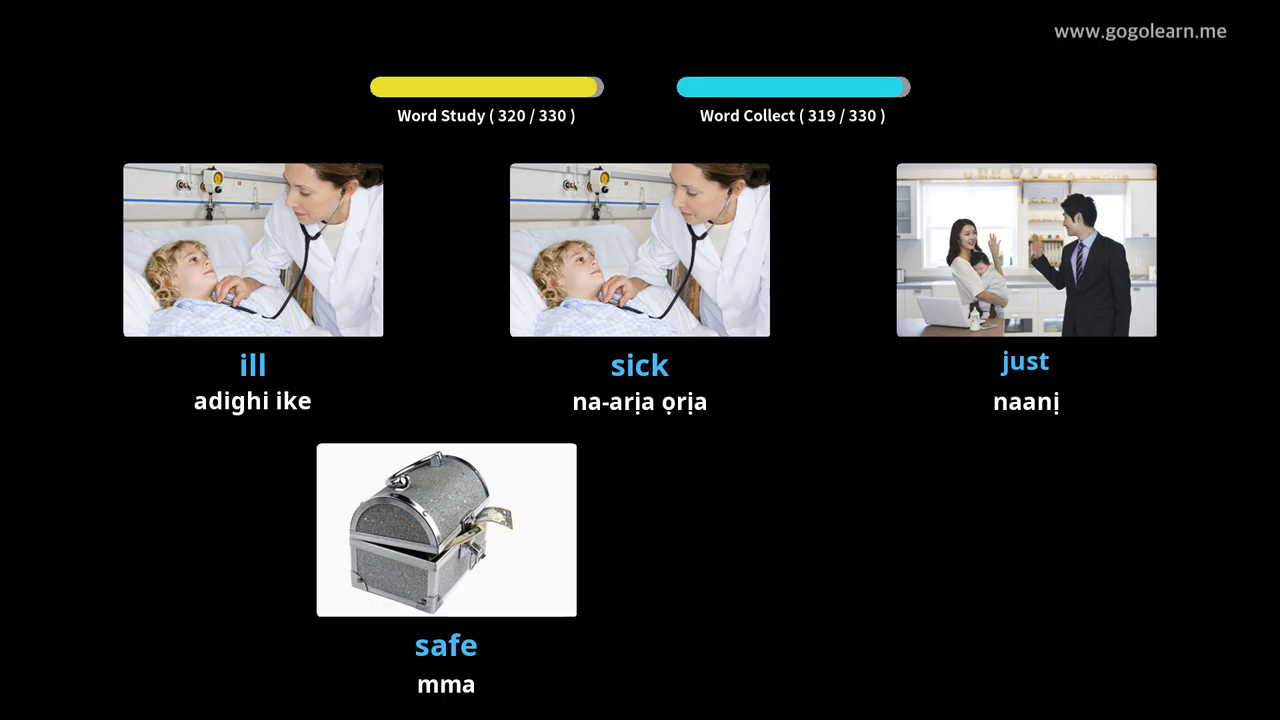 www.gogolearn.me
Word Study ( 320 / 330 )
Word Collect ( 319 / 330 )
ill
adighi ike
sick
na-arịa ọrịa
just
naanị
safe
mma